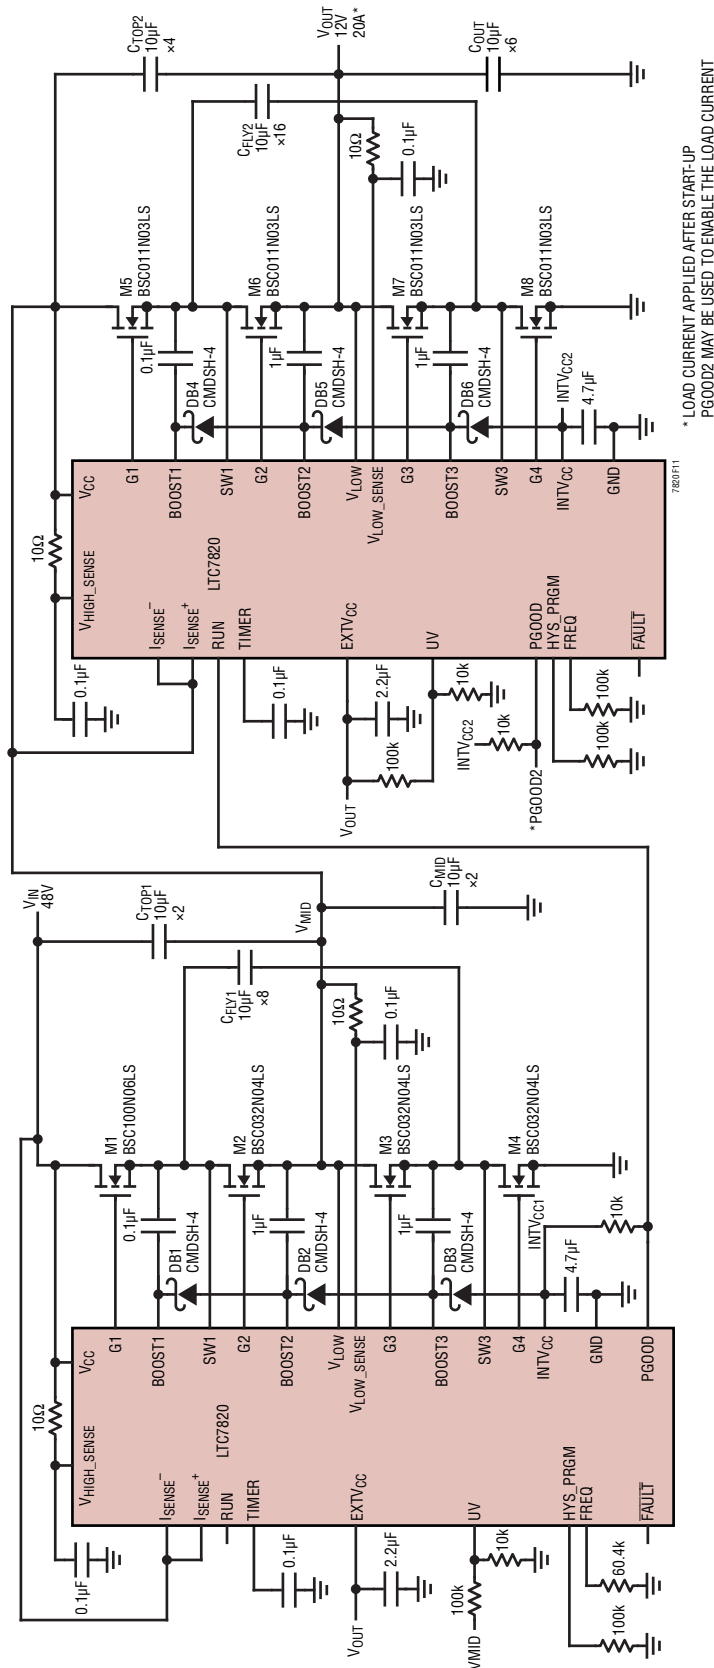 VIN
48V
CTOP1
10µF
×2
VMID
CMID
10µF
×2
CFLY1
10µF
×8
10Ω
0.1µF
M1
BSC100N06LS
M2
BSC032N04LS
M3
BSC032N04LS
M4
BSC032N04LS
0.1µF
1µF
1µF
DB1
CMDSH-4
DB2
CMDSH-4
DB3
CMDSH-4
INTVCC1
4.7µF
10k
10Ω
0.1µF
VHIGH_SENSE
VCC
G1
BOOST1
SW1
G2
BOOST2
VLOW
VLOW_SENSE
G3
BOOST3
SW3
G4
INTVCC
GND
PGOOD
LTC7820
ISENSE−
ISENSE+
RUN
TIMER
EXTVCC
UV
HYS_PRGM
FREQ
FAULT
0.1µF
VOUT
2.2µF
VMID
100k
10k
100k
60.4k
CTOP2
10µF
×4
VOUT
12V
20A*
COUT
10µF
×6
CFLY2
10µF
×16
10Ω
0.1µF
M5
BSC011N03LS
M6
BSC011N03LS
M7
BSC011N03LS
M8
BSC011N03LS
0.1µF
1µF
1µF
DB4
CMDSH-4
DB5
CMDSH-4
DB6
CMDSH-4
INTVCC2
4.7µF
10Ω
0.1µF
VHIGH_SENSE
VCC
G1
BOOST1
SW1
G2
BOOST2
VLOW
VLOW_SENSE
G3
BOOST3
SW3
G4
INTVCC
GND
LTC7820
ISENSE−
ISENSE+
RUN
TIMER
EXTVCC
UV
PGOOD
HYS_PRGM
FREQ
FAULT
0.1µF
VOUT
2.2µF
100k
10k
INTVCC2
10k
*PGOOD2
100k
100k
7820 F11
* LOAD CURRENT APPLIED AFTER START-UP
PGOOD2 MAY BE USED TO ENABLE THE LOAD CURRENT